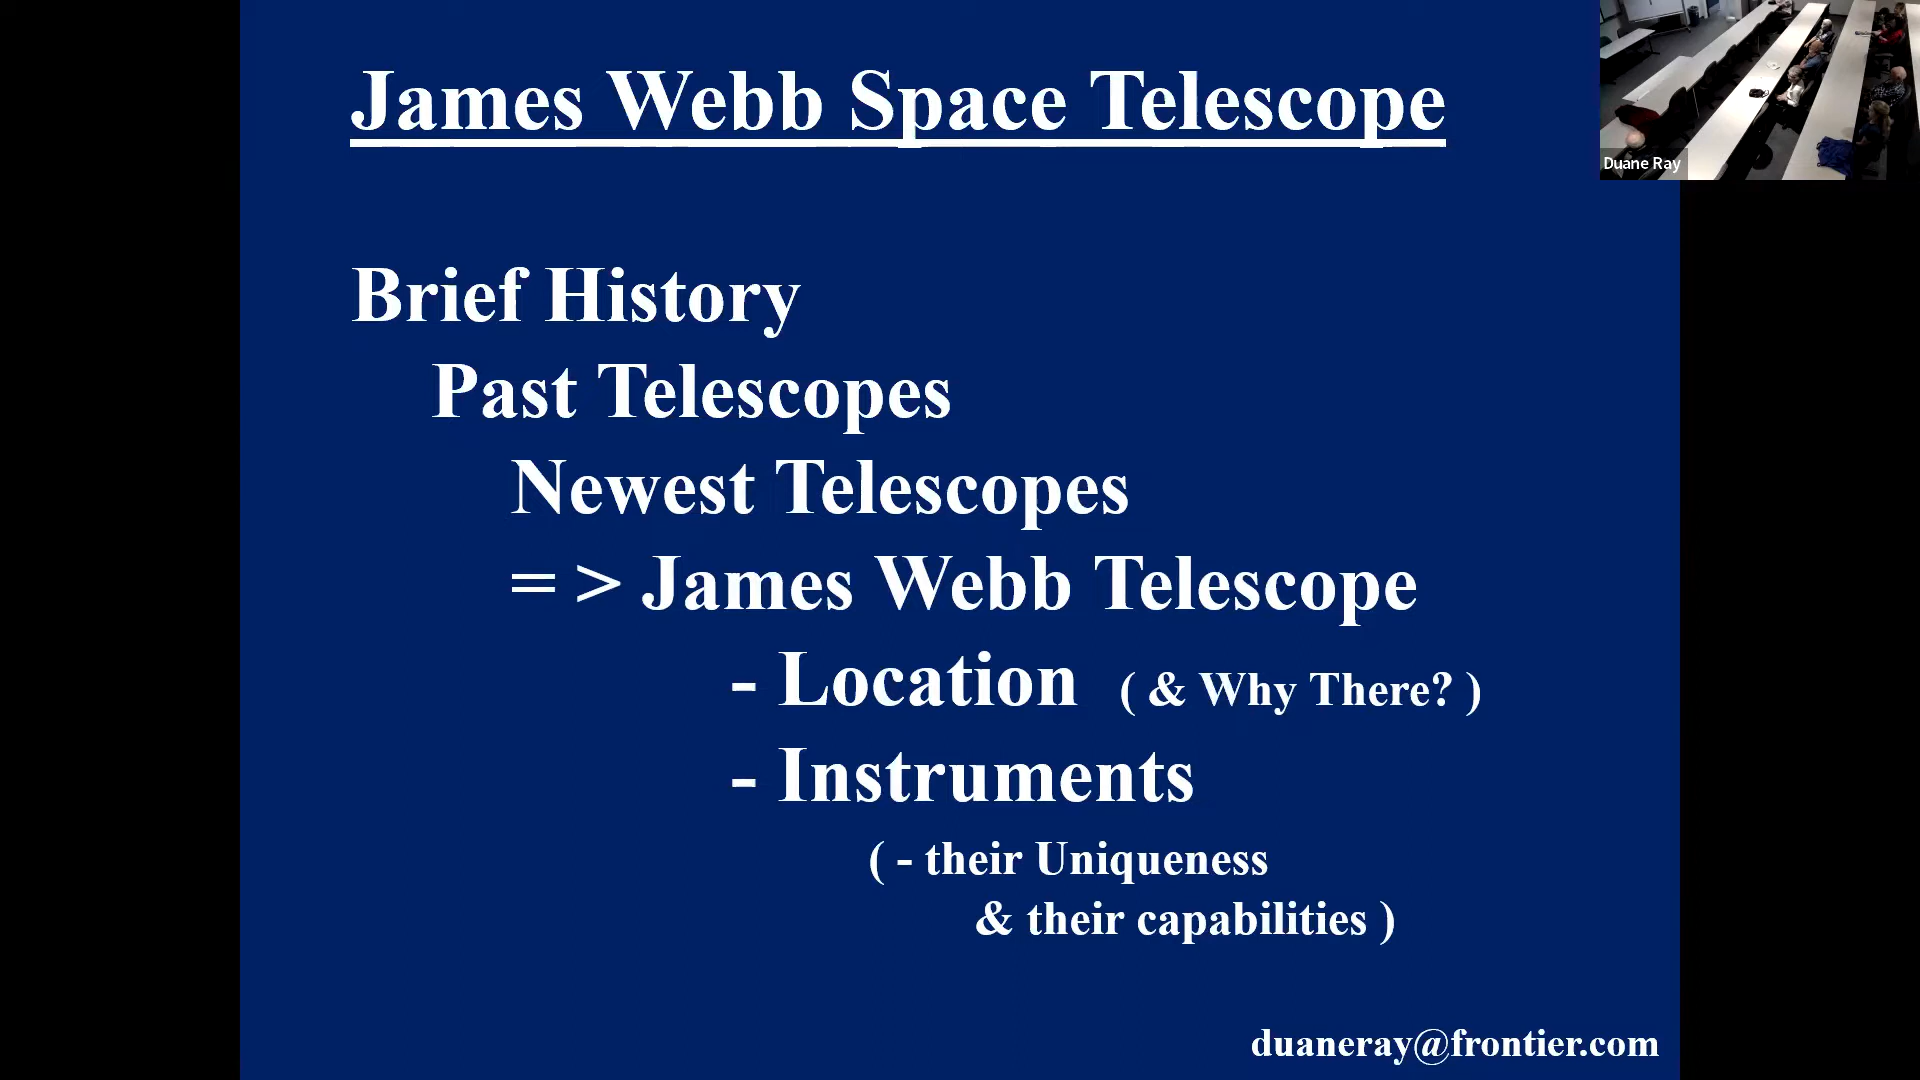 James Webb Space Telescope
Duane Ray
Brief History
Past Telescopes
Newest Telescopes
= > James Webb Telescope
- Location ( & Why There? )
- Instruments
( - their Uniqueness
& their capabilities )
duaneray@frontier.com